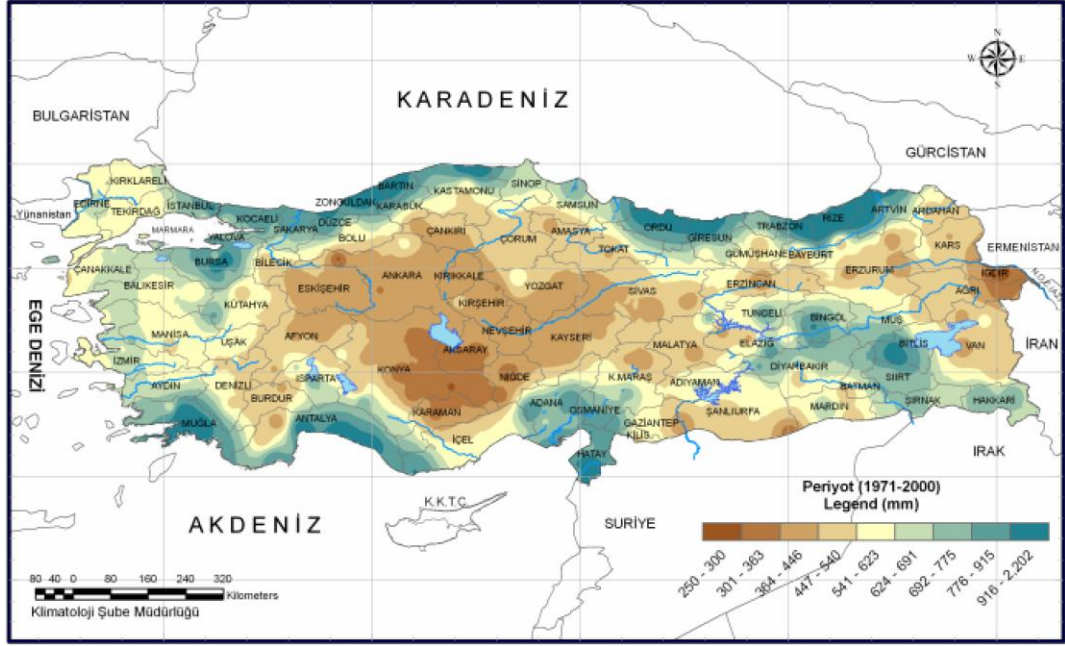 KARADENİZ
BULGARİSTAN
GÜRCİSTAN
W E
N
S
KIRKLARELİ
EDİRNE
Yünanistan
TEKİRDAĞ
İSTANBUL
MARMARA
KOCAELİ
YALOVA
SAKARYA
DÜZCE
ZONGULDAK
BARTIN
KARABÜK
KASTAMONU
SİNOP
SAMSUN
BOLU
ÇANKIRI
ÇORUM
AMASYA
TOKAT
ORDU
GİRESUN
TRABZON
RİZE
ARTVİN
ARDAHAN
GÜMÜŞHANE
BAYBURT
KARS
ERMENİSTAN
IĞDIR
ÇANAKKALE
BALIKESİR
BURSA
BİLECİK
ESKİŞEHİR
ANKARA
KIRIKKALE
YOZGAT
SİVAS
ERZİNCAN
ERZURUM
AĞRI
KÜTAHYA
KIRŞEHİR
TUNCELİ
BİNGÖL
MUŞ
EGE DENİZİ
MANİSA
UŞAK
AFYON
NEVŞEHİR
KAYSERİ
MALATYA
ELAZIĞ
BİTLİS
VAN
İRAN
İZMİR
AKSARAY
AYDIN
DENİZLİ
ISPARTA
KONYA
NİĞDE
K.MARAŞ
ADIYAMAN
DİYARBAKIR
BATMAN
SİİRT
BURDUR
ŞIRNAK
HAKKARİ
MUĞLA
ANTALYA
KARAMAN
ADANA
OSMANİYE
GAZİANTEP
KİLİS
ŞANLIURFA
MARDİN
İÇEL
HATAY
IRAK
K.K.T.C.
AKDENİZ
SURİYE
Periyot (1971-2000)
Legend (mm)
250 - 300
301 - 363
364 - 446
447 - 540
541 - 623
624 - 691
692 - 775
776 - 915
916 - 2,202
80 40 0 80 160 240 320
Kilometers
Klimatoloji Şube Müdürlüğü